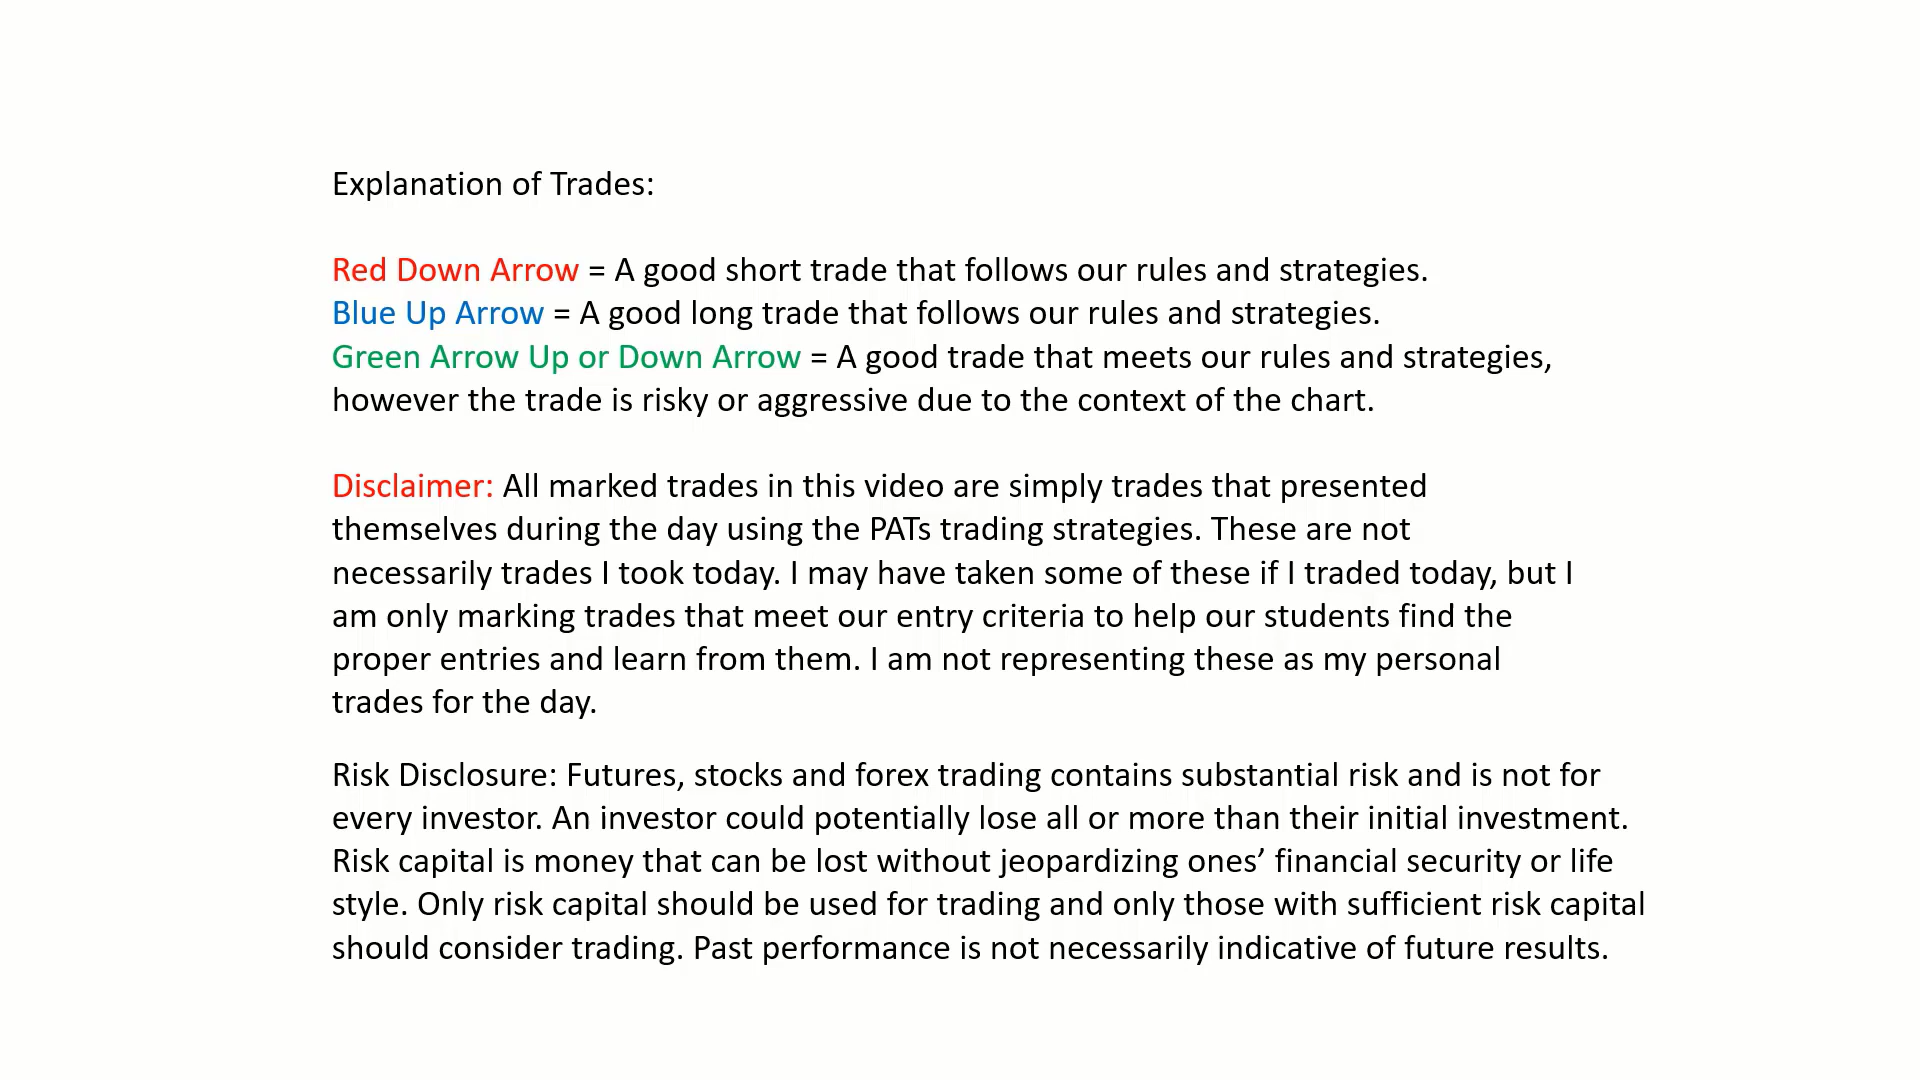 Explanation of Trades:
Red Down Arrow = A good short trade that follows our rules and strategies.
Blue Up Arrow = A good long trade that follows our rules and strategies.
Green Arrow Up or Down Arrow = A good trade that meets our rules and strategies,
however the trade is risky or aggressive due to the context of the chart.
Disclaimer: All marked trades in this video are simply trades that presented
themselves during the day using the PATs trading strategies. These are not
necessarily trades I took today. I may have taken some of these if I traded today, but I
am only marking trades that meet our entry criteria to help our students find the
proper entries and learn from them. I am not representing these as my personal
trades for the day.
Risk Disclosure: Futures, stocks and forex trading contains substantial risk and is not for
every investor. An investor could potentially lose all or more than their initial investment.
Risk capital is money that can be lost without jeopardizing ones’ financial security or life
style. Only risk capital should be used for trading and only those with sufficient risk capital
should consider trading. Past performance is not necessarily indicative of future results.